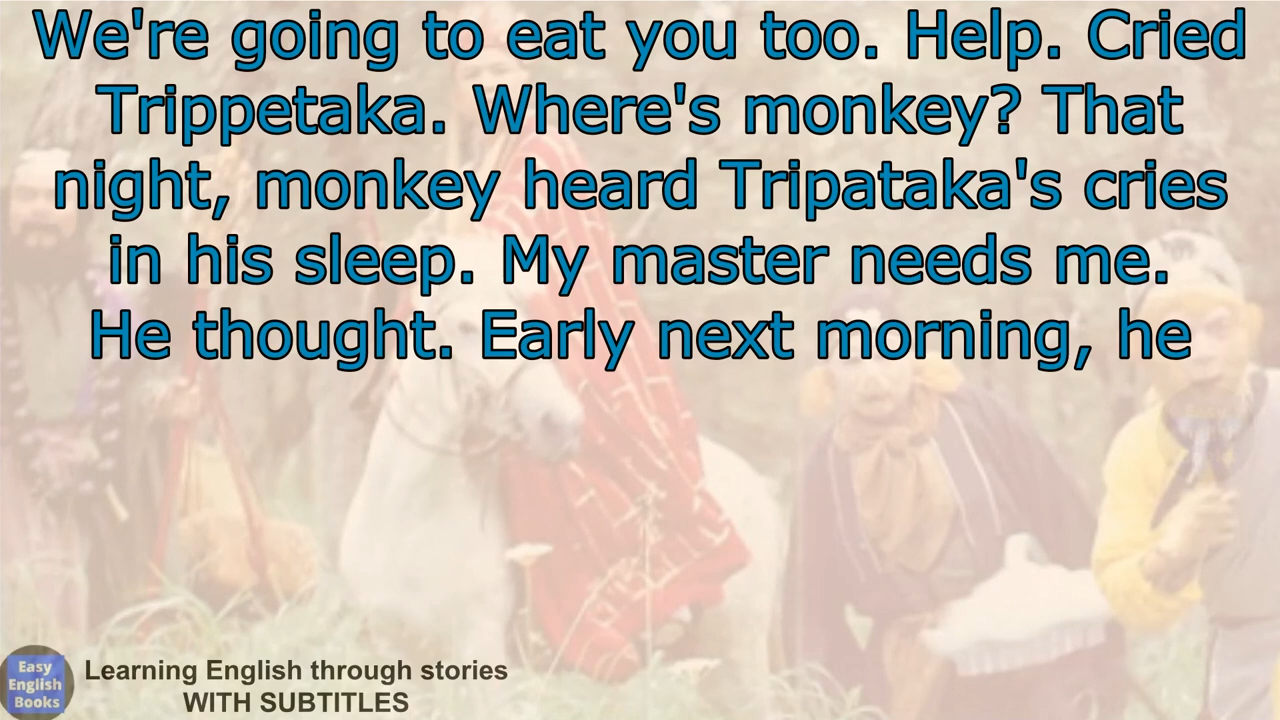 We're going to eat you too. Help. Cried
Trippetaka. Where's monkey? That
night, monkey heard Tripataka's cries
in his sleep. My master needs me.
He thought. Early next morning, he
Easy
English
Books
Learning English through stories
WITH SUBTITLES